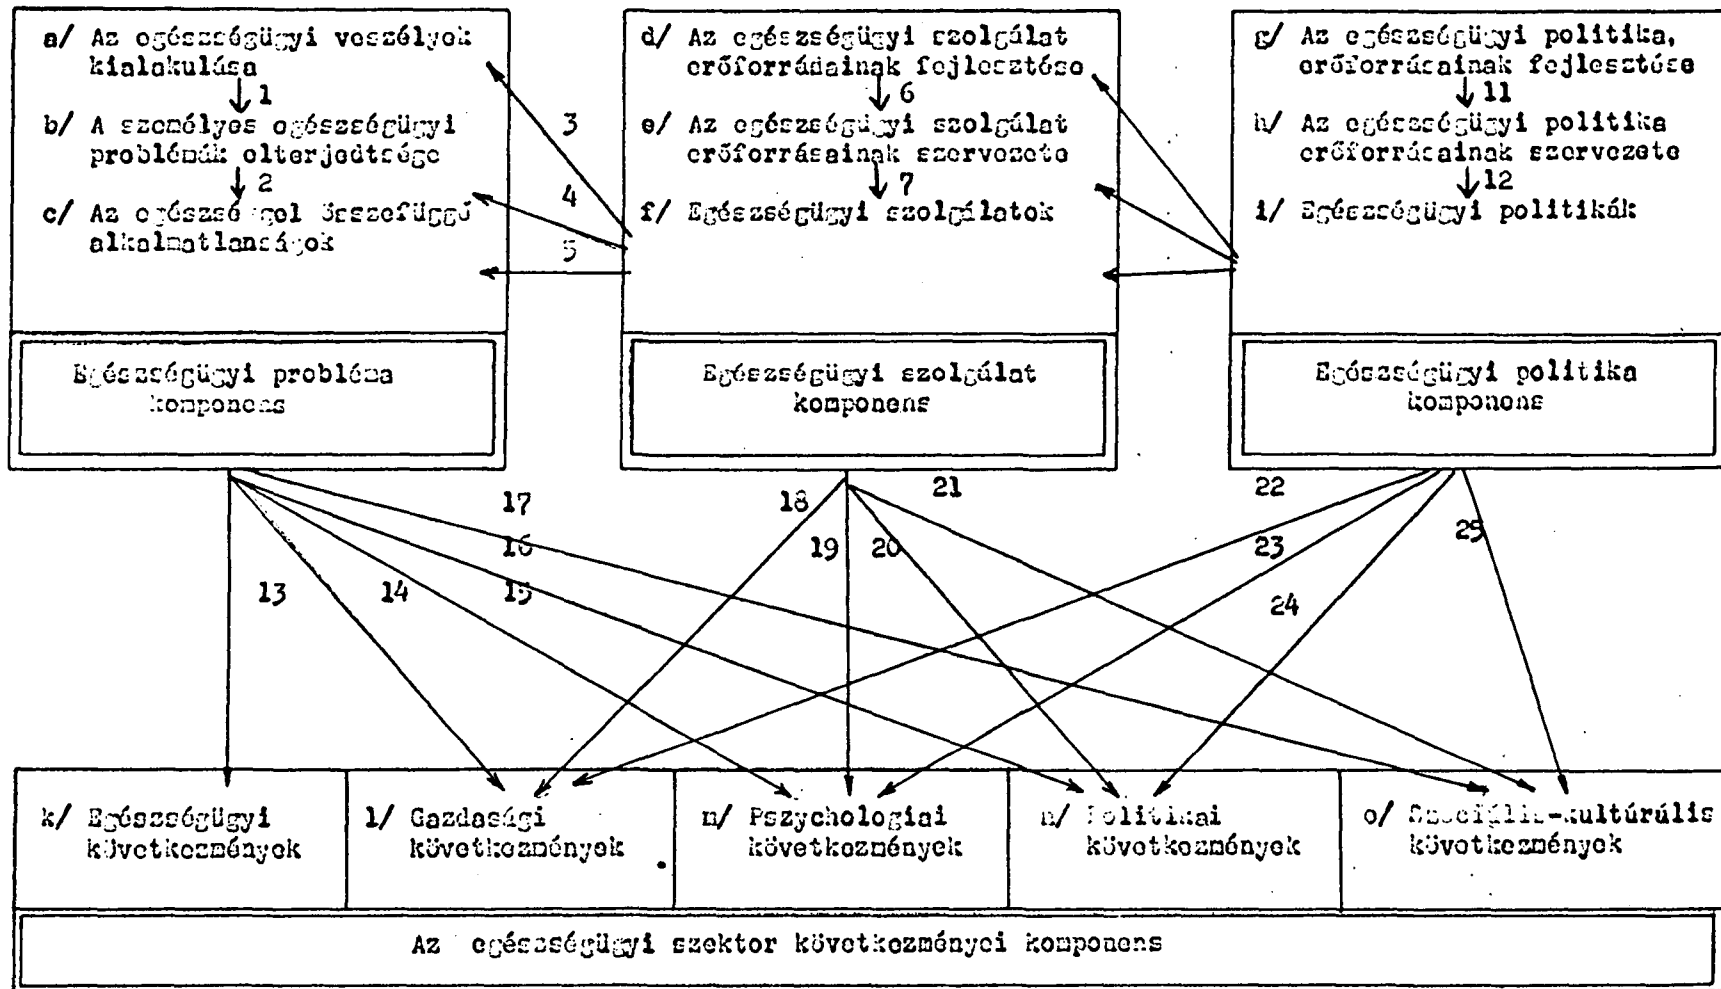 a/ Az egészségügyi veszélyek
kialakulása
1
b/ A személyes egészségügyi
problémák elterjedtsége
2
c/ Az egészséggel összefüggő
alkalmatlanságok
3
4
5
d/ Az egészségügyi szolgálat
erőforrádainak fejlesztése
6
e/ Az egészségügyi szolgálat
erőforrásainak szervezete
7
f/ Egészségügyi szolgálatok
g/ Az egészségügyi politika,
erőforrásainak fejlesztése
11
h/ Az egészségügyi politika
erőforrásainak szervezete
12
i/ Egészségügyi politikák
Egészségügyi probléma
komponens
Egészségügyi szolgálat
komponens
Egészségügyi politika
komponens
17
16
13
14
15
18
19
20
21
22
23
24
25
k/ Egészségügyi
következmények
l/ Gazdasági
következmények
m/ Pszychologiai
következmények
n/ Politikai
következmények
o/ Szociális-kultúrúlis
következmények
Az egészségügyi szektor következményei komponens